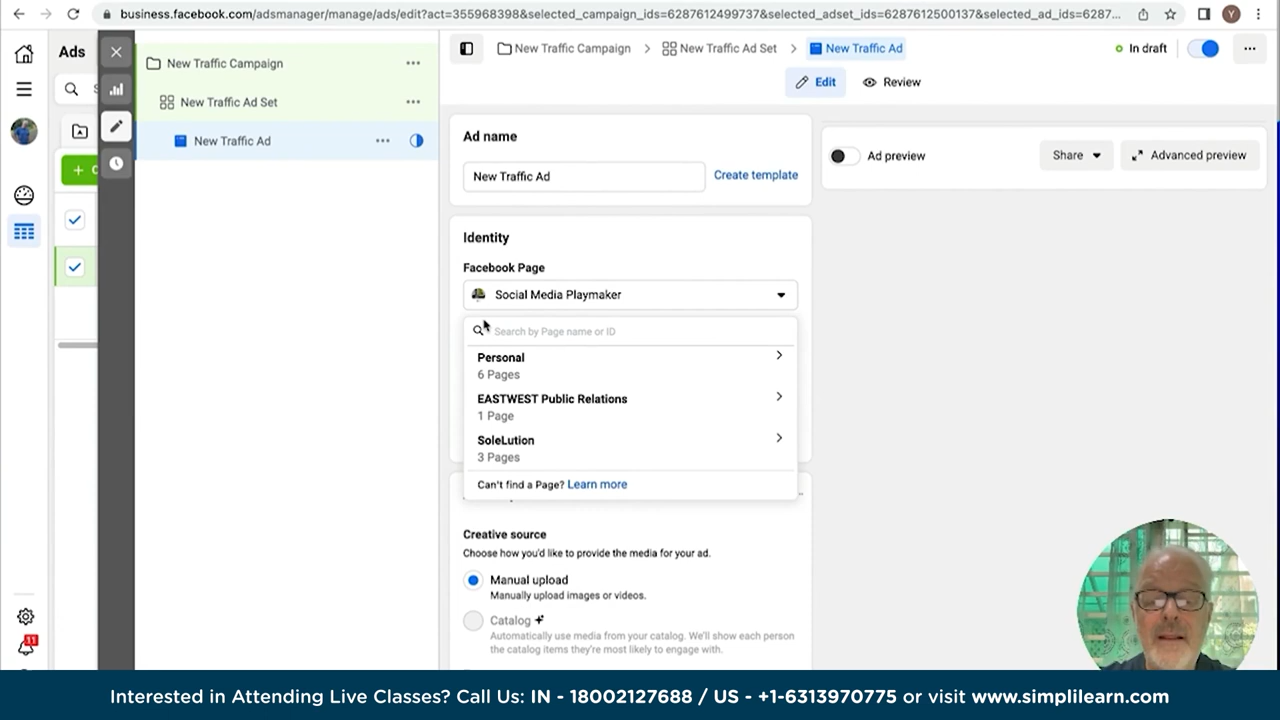 business.facebook.com/adsmanager/manage/ads/edit?act=355968398&selected_campaign_ids=6287612499737&selected_adset_ids=6287612500137&selected_ad_ids=6287...
Y
Ads
New Traffic Campaign
New Traffic Ad Set
New Traffic Ad
New Traffic Campaign
New Traffic Ad Set
New Traffic Ad
In draft
Edit
Review
Ad name
New Traffic Ad
Create template
Ad preview
Share
Advanced preview
Identity
Facebook Page
Social Media Playmaker
Search by Page name or ID
Personal
6 Pages
EASTWEST Public Relations
1 Page
SoleLution
3 Pages
Can't find a Page? Learn more
Creative source
Choose how you'd like to provide the media for your ad.
Manual upload
Manually upload images or videos.
Catalog
Automatically use media from your catalog. We'll show each person
the catalog items they're most likely to engage with.
11
Interested in Attending Live Classes? Call Us: IN - 18002127688 / US - +1-6313970775 or visit www.simplilearn.com